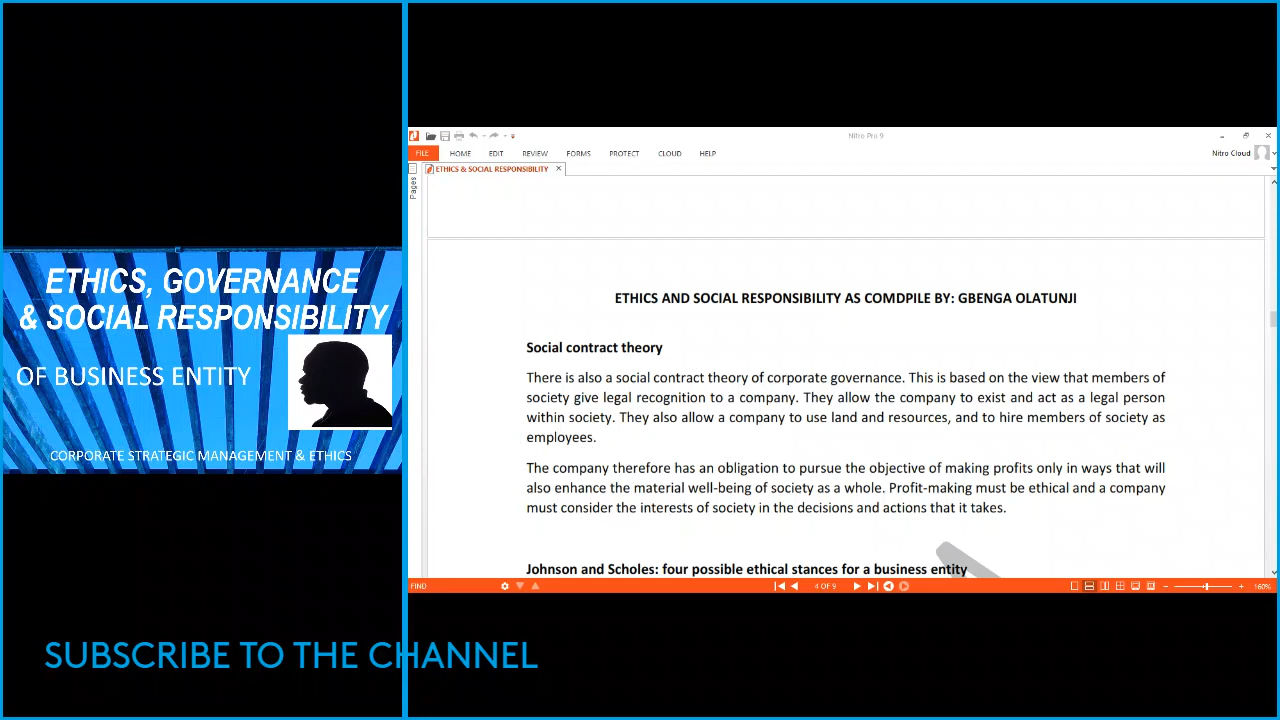 ETHICS, GOVERNANCE
& SOCIAL RESPONSIBILITY
OF BUSINESS ENTITY
CORPORATE STRATEGIC MANAGEMENT & ETHICS
SUBSCRIBE TO THE CHANNEL
Nitro Pro 9
FILE HOME EDIT REVIEW FORMS PROTECT CLOUD HELP
Nitro Cloud
ETHICS & SOCIAL RESPONSIBILITY
Pages
ETHICS AND SOCIAL RESPONSIBILITY AS COMDPILE BY: GBENGA OLATUNJI
Social contract theory
There is also a social contract theory of corporate governance. This is based on the view that members of
society give legal recognition to a company. They allow the company to exist and act as a legal person
within society. They also allow a company to use land and resources, and to hire members of society as
employees.
The company therefore has an obligation to pursue the objective of making profits only in ways that will
also enhance the material well-being of society as a whole. Profit-making must be ethical and a company
must consider the interests of society in the decisions and actions that it takes.
Johnson and Scholes: four possible ethical stances for a business entity
FIND
4 OF 9
160%